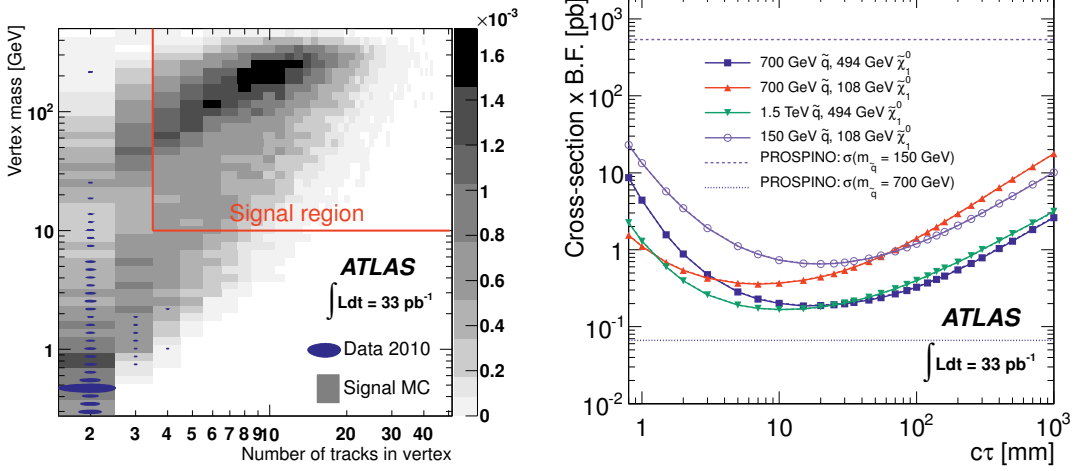 ×10⁻³
Vertex mass [GeV]
10²
10
1
Signal region
ATLAS
∫Ldt = 33 pb⁻¹
Data 2010
Signal MC
2 3 4 5 6 7 8 9 10 20 30 40
Number of tracks in vertex
1.6
1.4
1.2
1
0.8
0.6
0.4
0.2
0
Cross-section x B.F. [pb]
10³
10²
10
1
10⁻¹
10⁻²
700 GeV q̃, 494 GeV χ̃⁰₁
700 GeV q̃, 108 GeV χ̃⁰₁
1.5 TeV q̃, 494 GeV χ̃⁰₁
150 GeV q̃, 108 GeV χ̃⁰₁
PROSPINO: σ(m_q̃ = 150 GeV)
PROSPINO: σ(m_q̃ = 700 GeV)
ATLAS
∫Ldt = 33 pb⁻¹
1 10 10² 10³
cτ [mm]